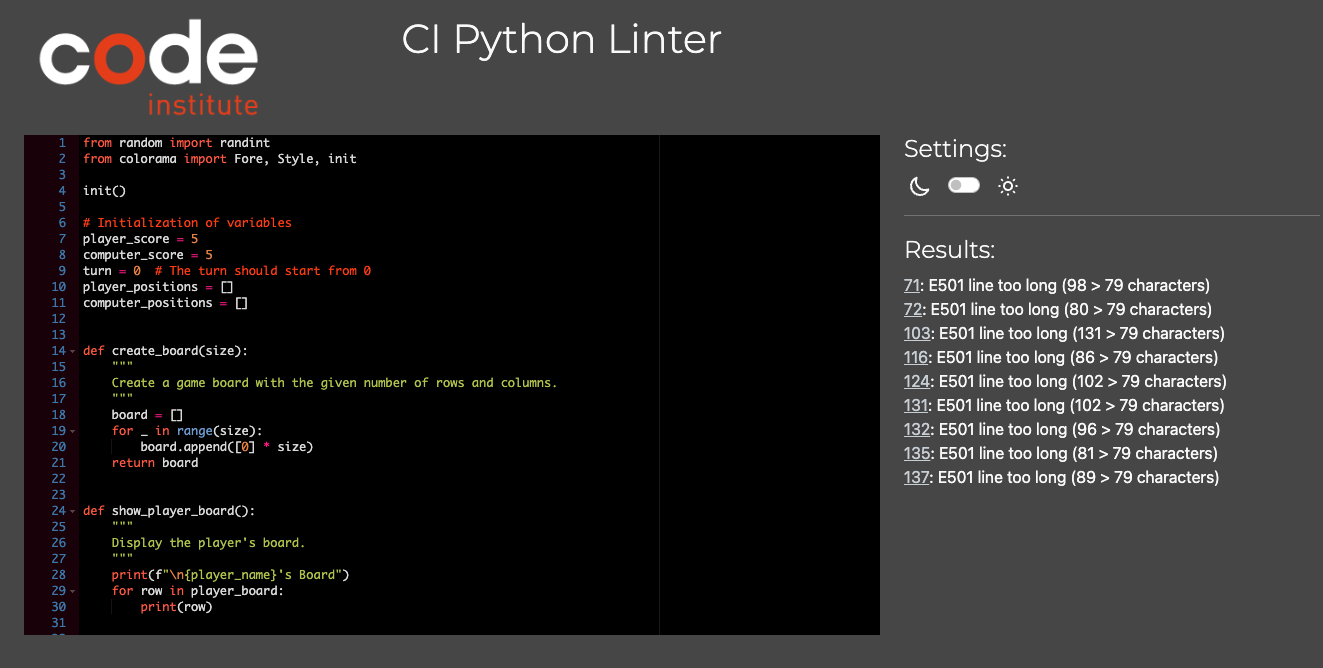 code
institute
CI Python Linter
1 from random import randint
2 from colorama import Fore, Style, init
3
4 init()
5
6 # Initialization of variables
7 player_score = 5
8 computer_score = 5
9 turn = 0  # The turn should start from 0
10 player_positions = []
11 computer_positions = []
12
13
14 def create_board(size):
15     """
16     Create a game board with the given number of rows and columns.
17     """
18     board = []
19     for _ in range(size):
20         board.append([0] * size)
21     return board
22
23
24 def show_player_board():
25     """
26     Display the player's board.
27     """
28     print(f"\n{player_name}'s Board")
29     for row in player_board:
30         print(row)
31
Settings:
Results:
71: E501 line too long (98 > 79 characters)
72: E501 line too long (80 > 79 characters)
103: E501 line too long (131 > 79 characters)
116: E501 line too long (86 > 79 characters)
124: E501 line too long (102 > 79 characters)
131: E501 line too long (102 > 79 characters)
132: E501 line too long (96 > 79 characters)
135: E501 line too long (81 > 79 characters)
137: E501 line too long (89 > 79 characters)